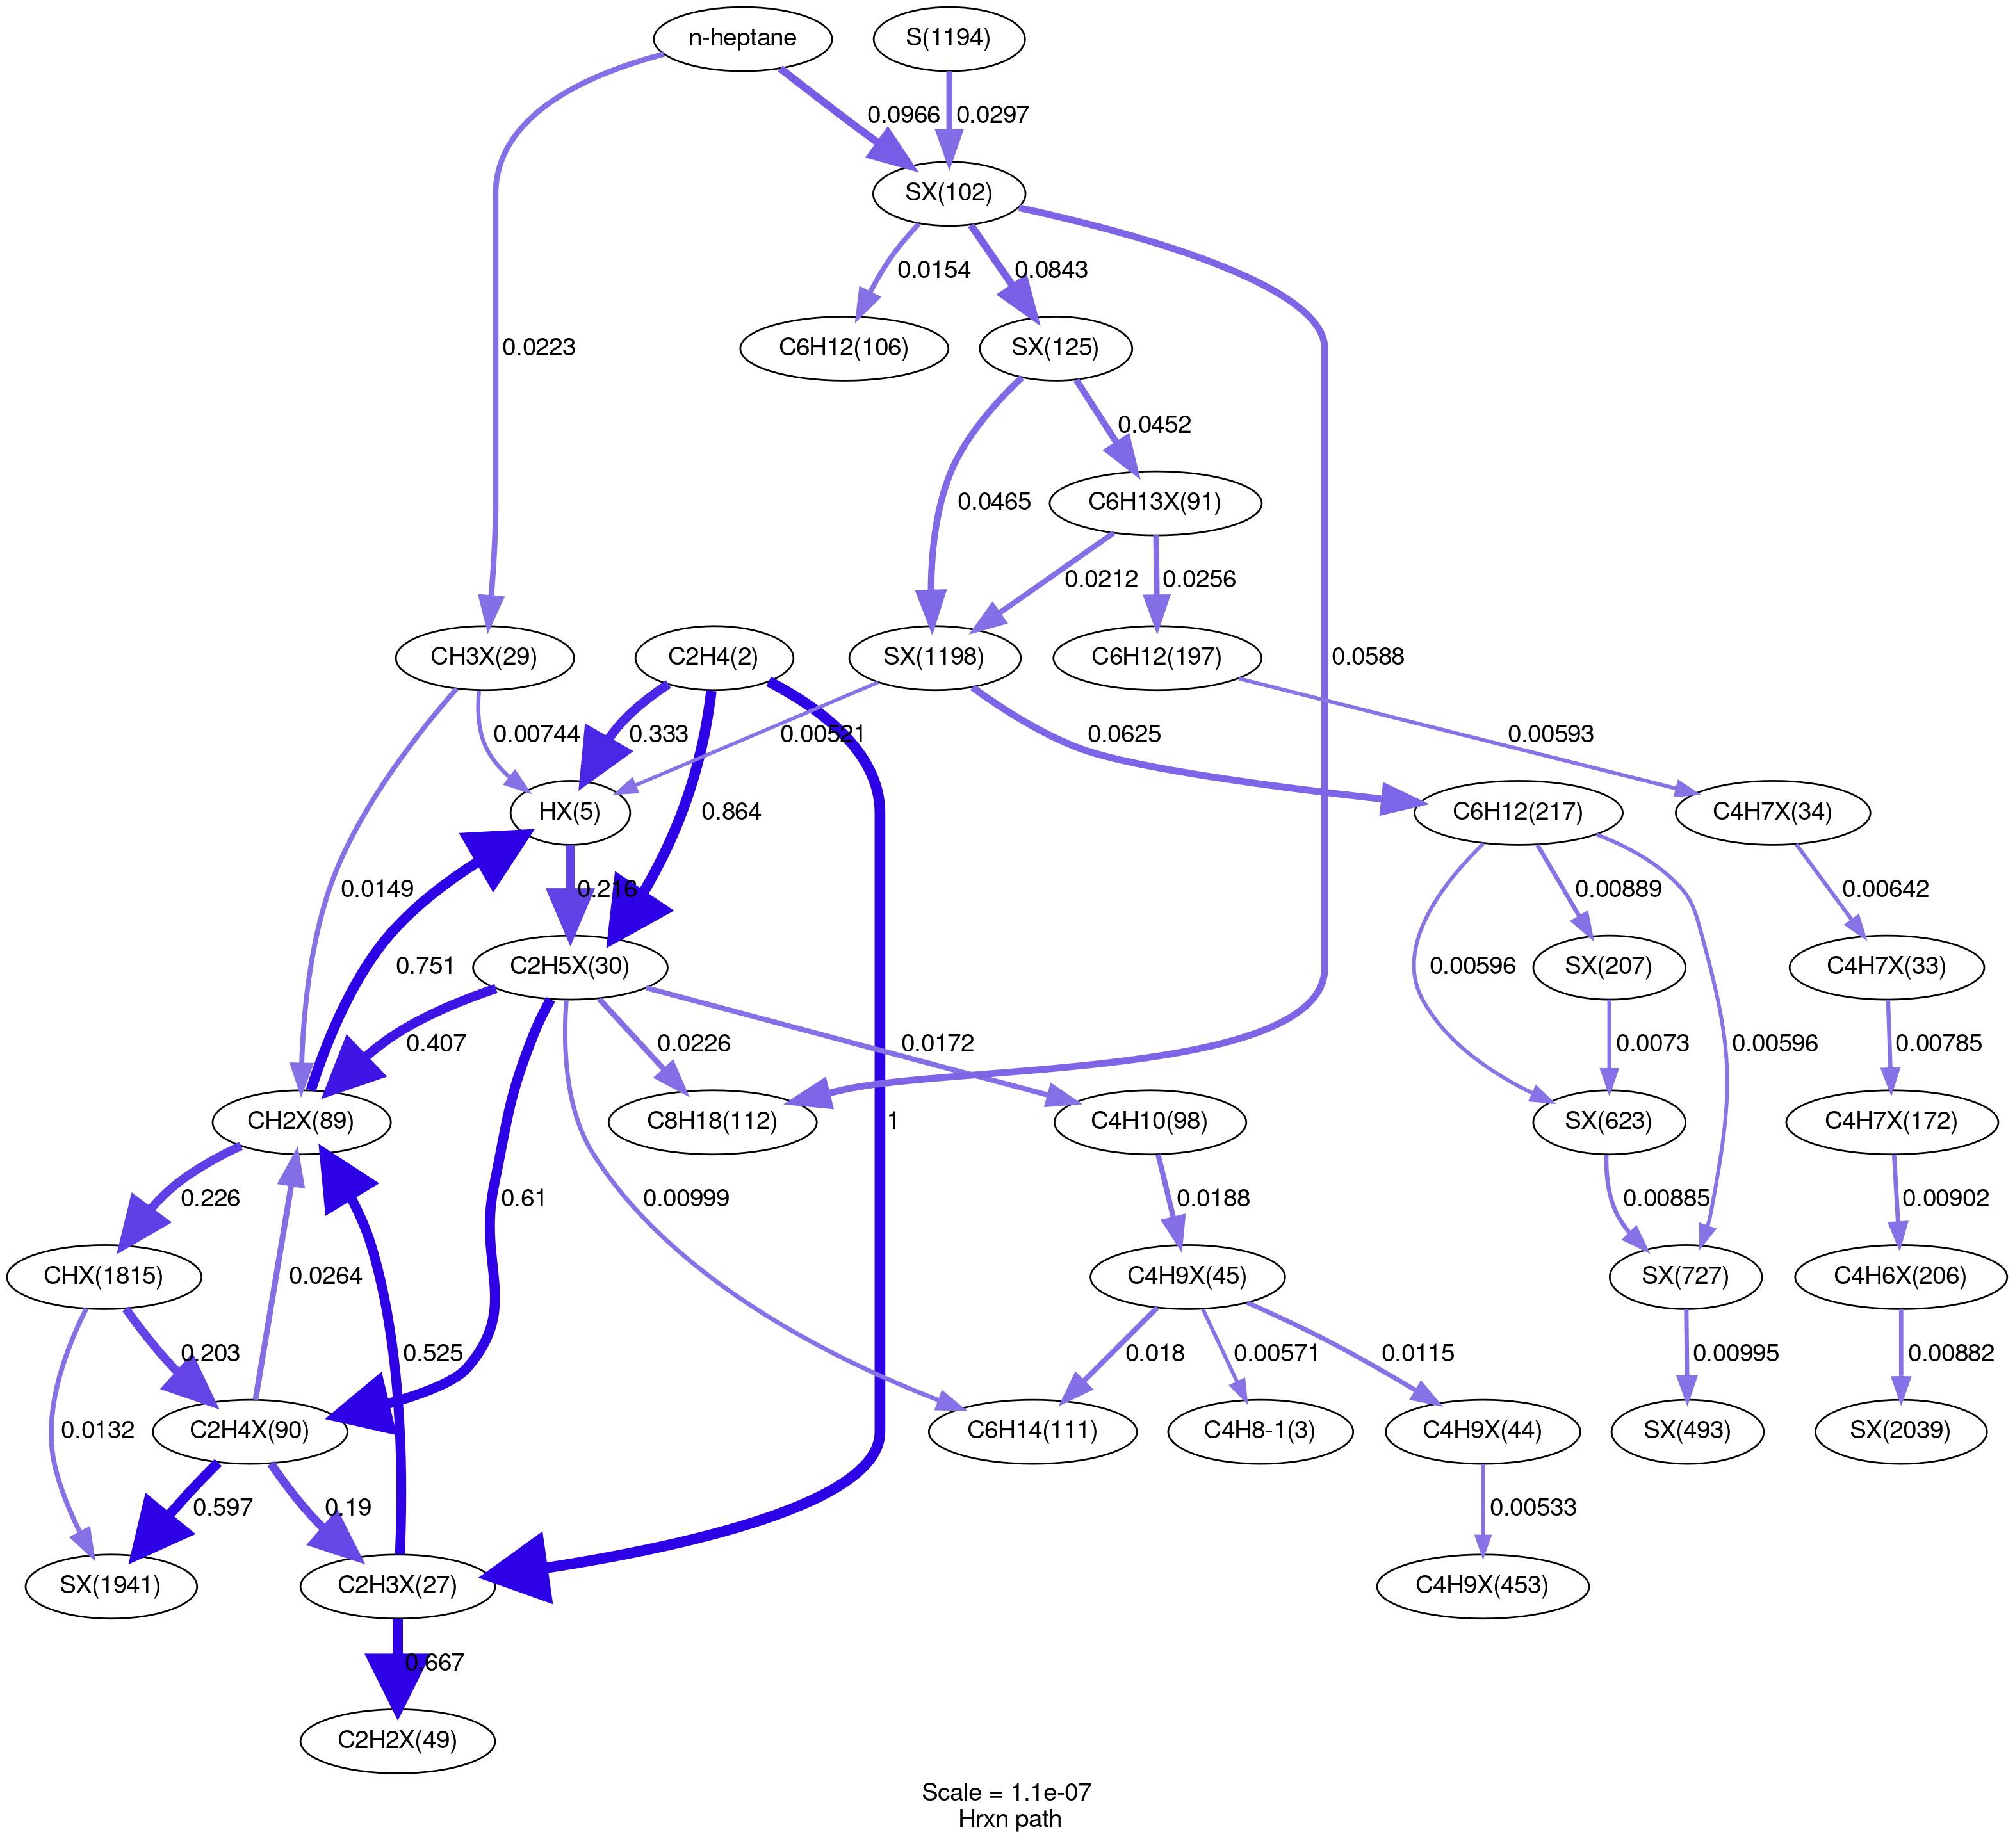 n-heptane
S(1194)
0.0966
0.0297
SX(102)
0.0223
0.0154
0.0843
C6H12(106)
SX(125)
0.0452
0.0465
C6H13X(91)
0.0212
0.0256
CH3X(29)
C2H4(2)
SX(1198)
C6H12(197)
0.0588
0.00744
0.333
0.00521
0.0625
0.00593
HX(5)
0.864
C6H12(217)
C4H7X(34)
0.0149
0.216
0.00889
0.00642
0.751
C2H5X(30)
0.00596
SX(207)
C4H7X(33)
0.407
0.0226
0.0172
0.0073
0.00596
0.00785
CH2X(89)
C8H18(112)
1
C4H10(98)
SX(623)
C4H7X(172)
0.226
0.61
0.00999
0.0188
0.00885
0.00902
CHX(1815)
0.0264
C4H9X(45)
SX(727)
C4H6X(206)
0.203
0.525
0.018
0.00571
0.0115
0.00995
0.00882
0.0132
C2H4X(90)
C6H14(111)
C4H8-1(3)
C4H9X(44)
SX(493)
SX(2039)
0.597
0.19
0.00533
SX(1941)
C2H3X(27)
C4H9X(453)
0.667
C2H2X(49)
Scale = 1.1e-07
Hrxn path